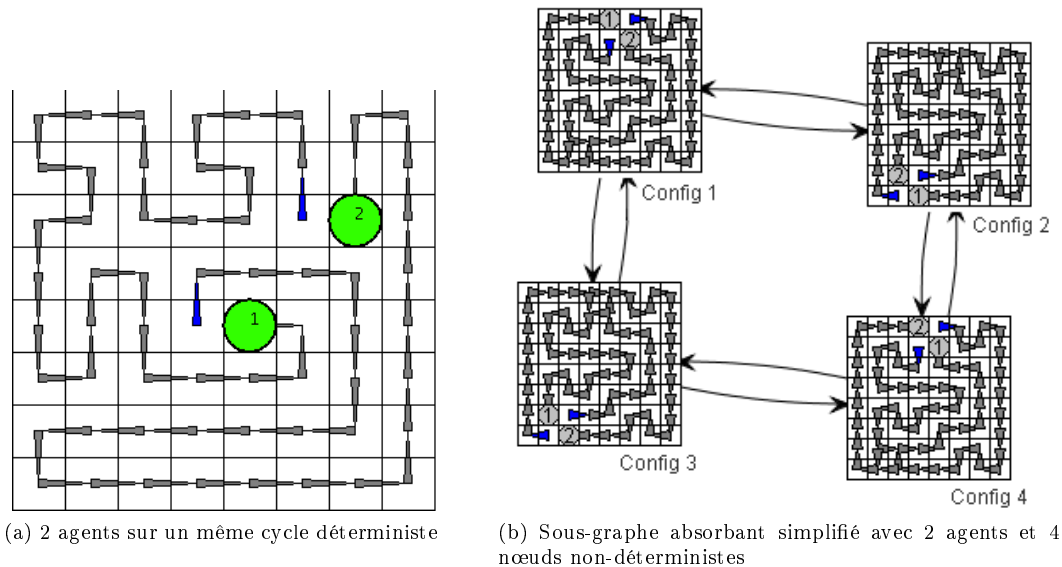 2
1
(a) 2 agents sur un même cycle déterministe
1
2
Config 1
2
1
Config 2
1
2
Config 3
2
1
Config 4
(b) Sous-graphe absorbant simplifié avec 2 agents et 4
nœuds non-déterministes